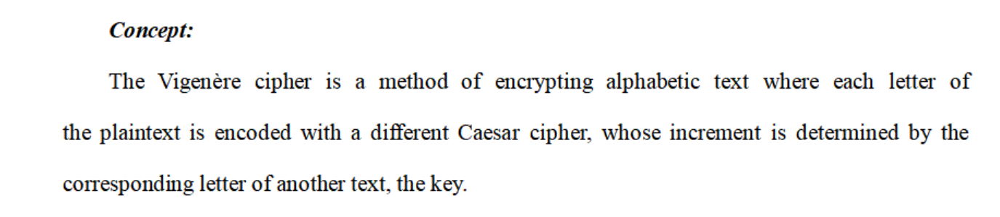 Concept:
The Vigenère cipher is a method of encrypting alphabetic text where each letter of
the plaintext is encoded with a different Caesar cipher, whose increment is determined by the
corresponding letter of another text, the key.